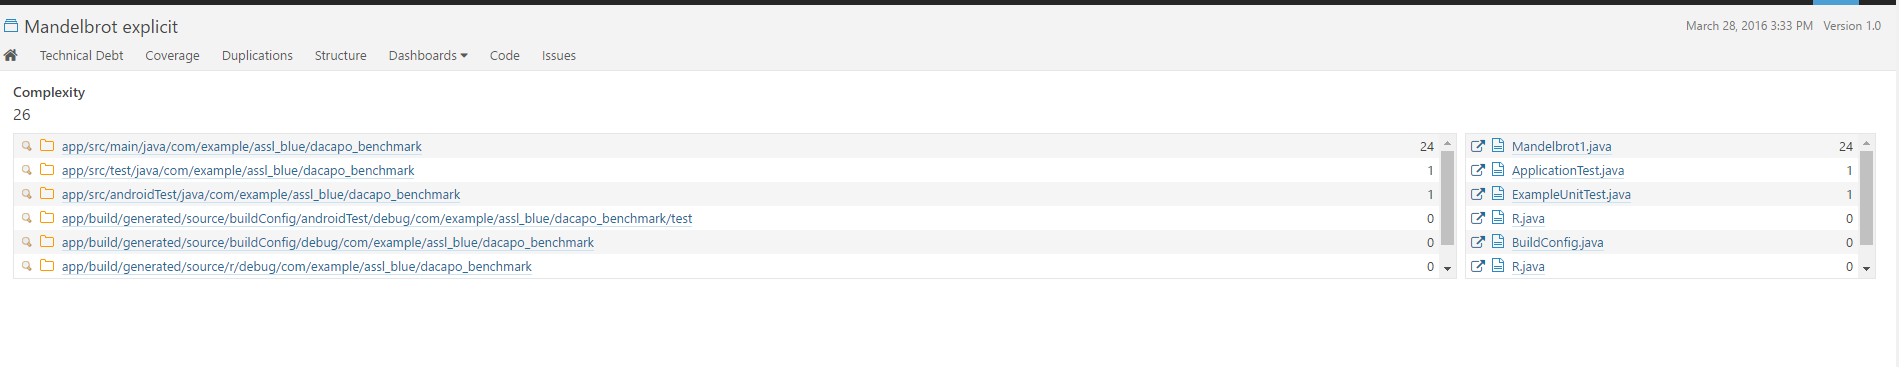 Mandelbrot explicit
March 28, 2016 3:33 PM Version 1.0
Technical Debt Coverage Duplications Structure Dashboards Code Issues
Complexity
26
app/src/main/java/com/example/assl_blue/dacapo_benchmark 24
app/src/test/java/com/example/assl_blue/dacapo_benchmark 1
app/src/androidTest/java/com/example/assl_blue/dacapo_benchmark 1
app/build/generated/source/buildConfig/androidTest/debug/com/example/assl_blue/dacapo_benchmark/test 0
app/build/generated/source/buildConfig/debug/com/example/assl_blue/dacapo_benchmark 0
app/build/generated/source/r/debug/com/example/assl_blue/dacapo_benchmark 0
Mandelbrot1.java 24
ApplicationTest.java 1
ExampleUnitTest.java 1
R.java 0
BuildConfig.java 0
R.java 0